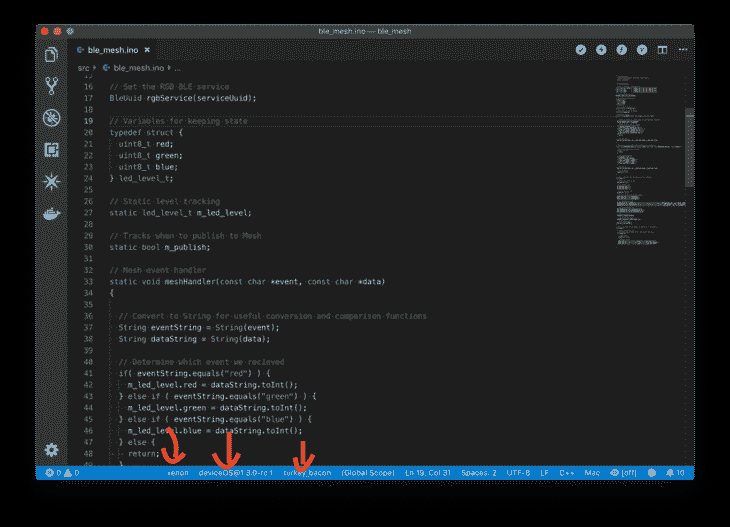 ble_mesh.ino — ble_mesh
ble_mesh.ino
src
ble_mesh.ino
...
15
16 // Set the RGB BLE service
17 BleUuid rgbService(serviceUuid);
18
19 // Variables for keeping state
20 typedef struct {
21 uint8_t red;
22 uint8_t green;
23 uint8_t blue;
24 } led_level_t;
25
26 // Static level tracking
27 static led_level_t m_led_level;
28
29 // Tracks when to publish to Mesh
30 static bool m_publish;
31
32 // Mesh event handler
33 static void meshHandler(const char *event, const char *data)
34 {
35
36 // Convert to String for useful conversion and comparison functions
37 String eventString = String(event);
38 String dataString = String(data);
39
40 // Determine which event we recieved
41 if( eventString.equals("red") ) {
42 m_led_level.red = dataString.toInt();
43 } else if ( eventString.equals("green") ) {
44 m_led_level.green = dataString.toInt();
45 } else if ( eventString.equals("blue") ) {
46 m_led_level.blue = dataString.toInt();
47 } else {
48 return;
49 }
0 0 xenon deviceOS@1.3.0-rc.1 turkey_bacon (Global Scope) Ln 19, Col 31 Spaces: 2 UTF-8 LF C++ Mac [off] 10